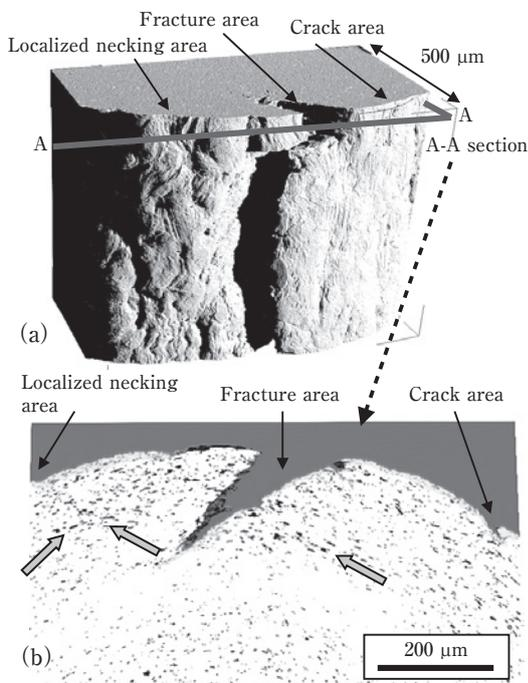 Fracture area
Crack area
Localized necking area
500 μm
A
A
A-A section
(a)
Localized necking
area
Fracture area
Crack area
(b)
200 μm